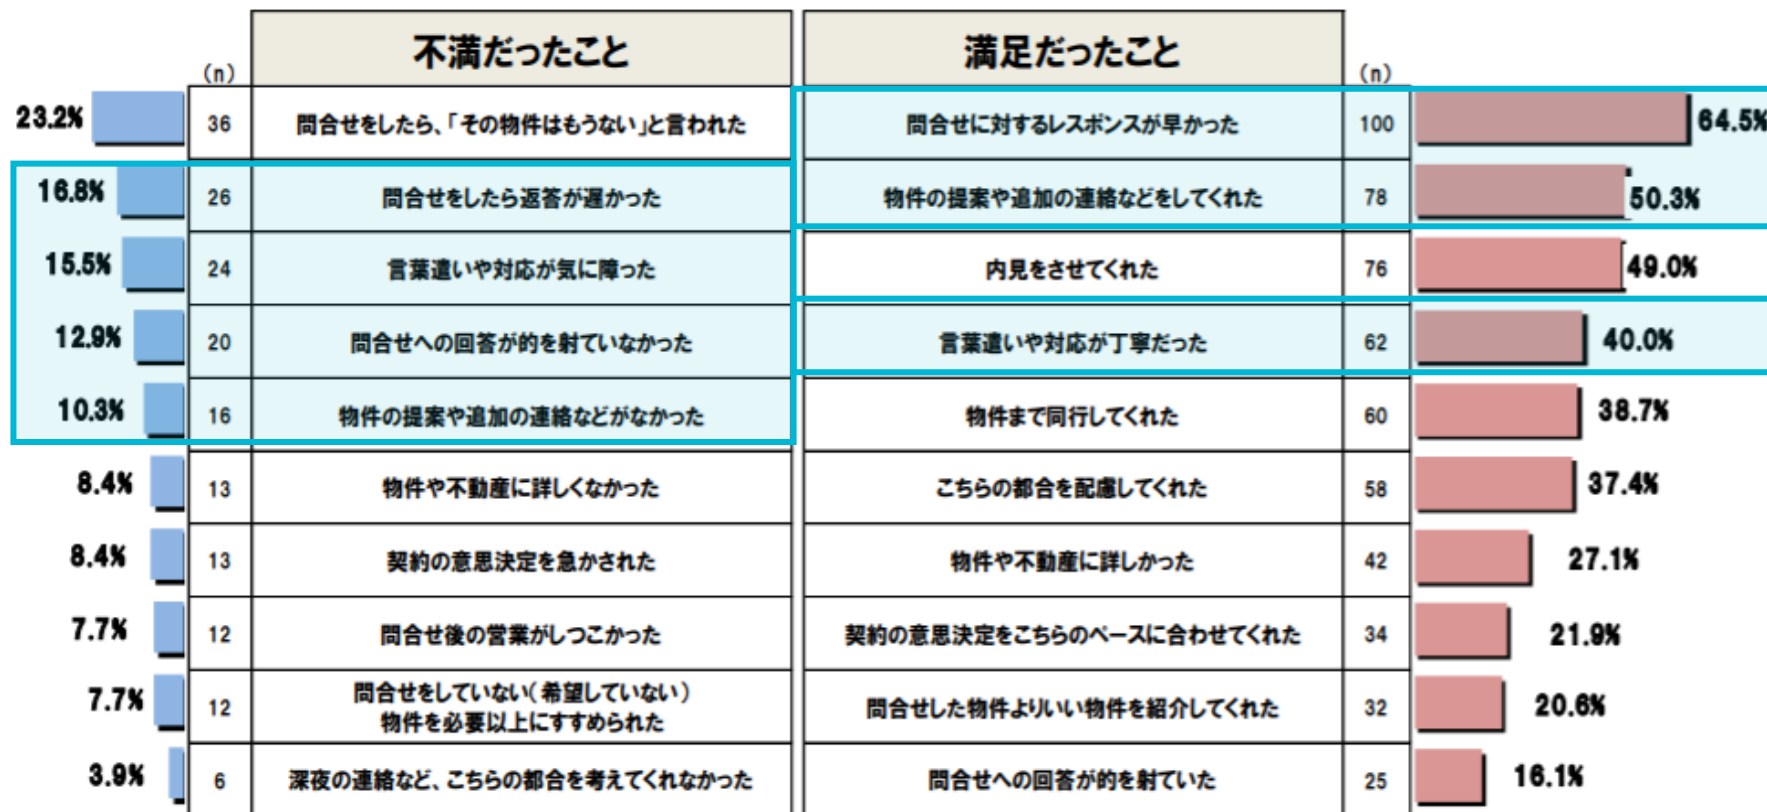 不満だったこと 満足だったこと
(n) (n)
23.2% 36 問合せをしたら、「その物件はもうない」と言われた 問合せに対するレスポンスが早かった 100 64.5%
16.8% 26 問合せをしたら返答が遅かった 物件の提案や追加の連絡などをしてくれた 78 50.3%
15.5% 24 言葉遣いや対応が気に障った 内見をさせてくれた 76 49.0%
12.9% 20 問合せへの回答が的を射ていなかった 言葉遣いや対応が丁寧だった 62 40.0%
10.3% 16 物件の提案や追加の連絡などがなかった 物件まで同行してくれた 60 38.7%
8.4% 13 物件や不動産に詳しくなかった こちらの都合を配慮してくれた 58 37.4%
8.4% 13 契約の意思決定を急かされた 物件や不動産に詳しかった 42 27.1%
7.7% 12 問合せ後の営業がしつこかった 契約の意思決定をこちらのペースに合わせてくれた 34 21.9%
7.7% 12 問合せをしていない(希望していない)
物件を必要以上にすすめられた 問合せした物件よりいい物件を紹介してくれた 32 20.6%
3.9% 6 深夜の連絡など、こちらの都合を考えてくれなかった 問合せへの回答が的を射ていた 25 16.1%